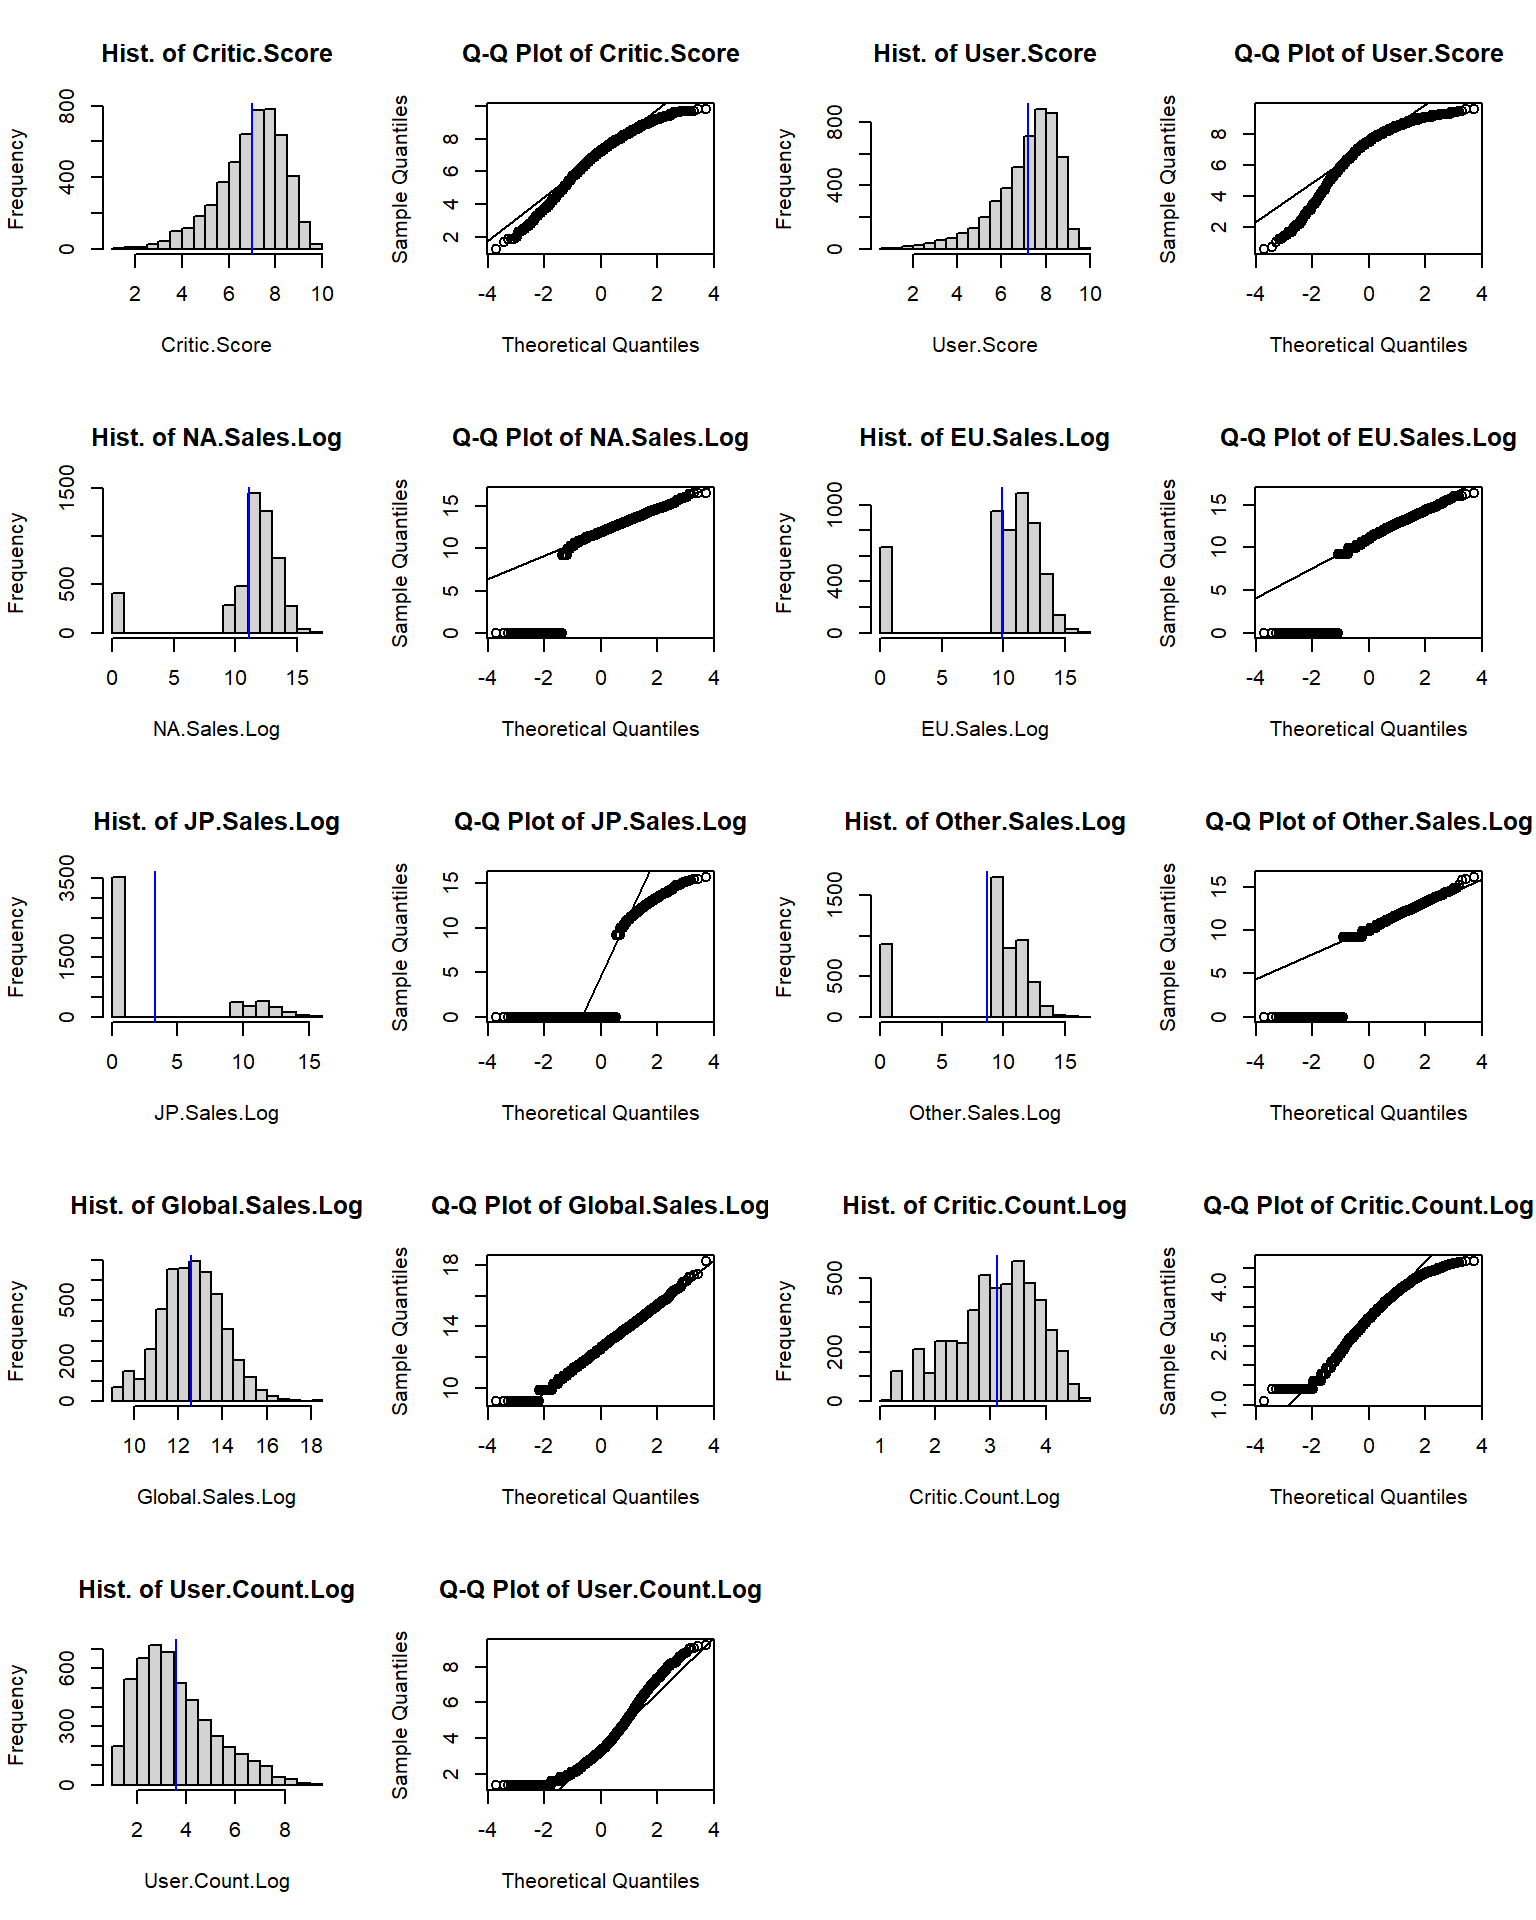 Hist. of Critic.Score
Frequency
0 400 800
2 4 6 8 10
Critic.Score
Q-Q Plot of Critic.Score
Sample Quantiles
2 4 6 8
-4 -2 0 2 4
Theoretical Quantiles
Hist. of User.Score
Frequency
0 400 800
2 4 6 8 10
User.Score
Q-Q Plot of User.Score
Sample Quantiles
2 4 6 8
-4 -2 0 2 4
Theoretical Quantiles
Hist. of NA.Sales.Log
Frequency
0 500 1500
0 5 10 15
NA.Sales.Log
Q-Q Plot of NA.Sales.Log
Sample Quantiles
0 5 10 15
-4 -2 0 2 4
Theoretical Quantiles
Hist. of EU.Sales.Log
Frequency
0 400 1000
0 5 10 15
EU.Sales.Log
Q-Q Plot of EU.Sales.Log
Sample Quantiles
0 5 10 15
-4 -2 0 2 4
Theoretical Quantiles
Hist. of JP.Sales.Log
Frequency
0 1500 3500
0 5 10 15
JP.Sales.Log
Q-Q Plot of JP.Sales.Log
Sample Quantiles
0 5 10 15
-4 -2 0 2 4
Theoretical Quantiles
Hist. of Other.Sales.Log
Frequency
0 500 1500
0 5 10 15
Other.Sales.Log
Q-Q Plot of Other.Sales.Log
Sample Quantiles
0 5 10 15
-4 -2 0 2 4
Theoretical Quantiles
Hist. of Global.Sales.Log
Frequency
0 200 500
10 12 14 16 18
Global.Sales.Log
Q-Q Plot of Global.Sales.Log
Sample Quantiles
10 14 18
-4 -2 0 2 4
Theoretical Quantiles
Hist. of Critic.Count.Log
Frequency
0 200 500
1 2 3 4
Critic.Count.Log
Q-Q Plot of Critic.Count.Log
Sample Quantiles
1.0 2.5 4.0
-4 -2 0 2 4
Theoretical Quantiles
Hist. of User.Count.Log
Frequency
0 300 600
2 4 6 8
User.Count.Log
Q-Q Plot of User.Count.Log
Sample Quantiles
2 4 6 8
-4 -2 0 2 4
Theoretical Quantiles